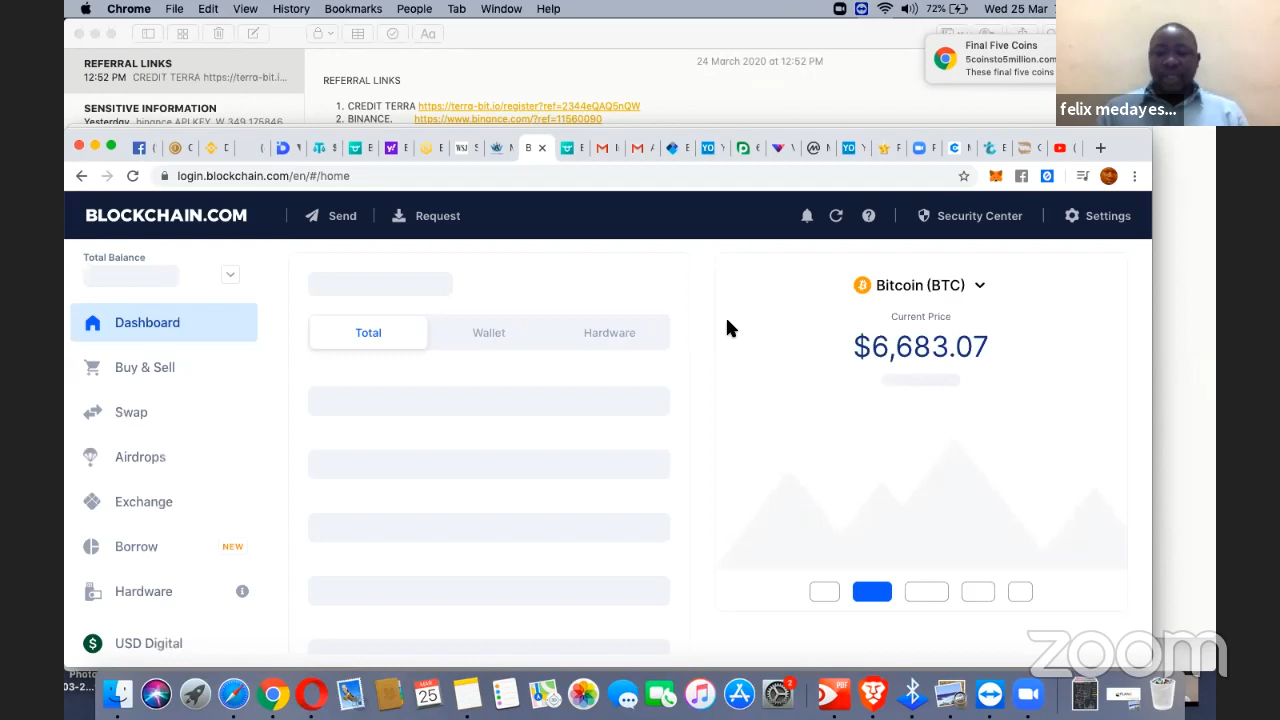 Chrome File Edit View History Bookmarks People Tab Window Help 72% Wed 25 Mar
REFERRAL LINKS
12:52 PM CREDIT TERRA https://terra-bit.i...
SENSITIVE INFORMATION
Yesterday binance API KEY. W 349 175846
24 March 2020 at 12:52 PM
REFERRAL LINKS
1. CREDIT TERRA https://terra-bit.io/register?ref=2344eQAQ5nQW
2. BINANCE. https://www.binance.com/?ref=11560090
Final Five Coins
5coinsto5million.com
These final five coins
felix medayes...
login.blockchain.com/en/#/home
BLOCKCHAIN.COM Send Request Security Center Settings
Total Balance
Dashboard
Buy & Sell
Swap
Airdrops
Exchange
Borrow NEW
Hardware
USD Digital
Total Wallet Hardware
Bitcoin (BTC)
Current Price
$6,683.07
zoom